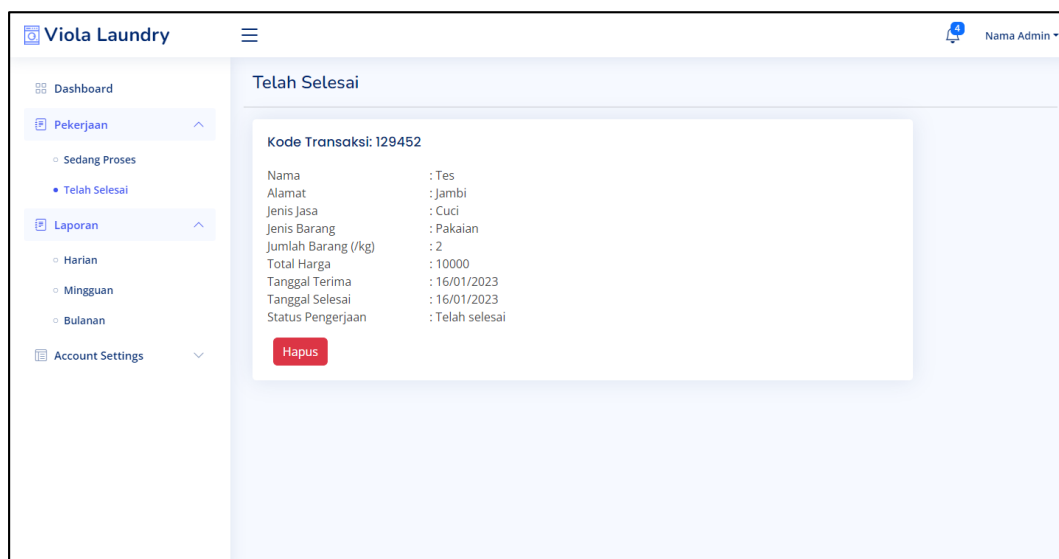 Viola Laundry
4
Nama Admin
Dashboard
Pekerjaan
Sedang Proses
Telah Selesai
Laporan
Harian
Mingguan
Bulanan
Account Settings
Telah Selesai
Kode Transaksi: 129452
Nama : Tes
Alamat : Jambi
Jenis Jasa : Cuci
Jenis Barang : Pakaian
Jumlah Barang (/kg) : 2
Total Harga : 10000
Tanggal Terima : 16/01/2023
Tanggal Selesai : 16/01/2023
Status Pengerjaan : Telah selesai
Hapus